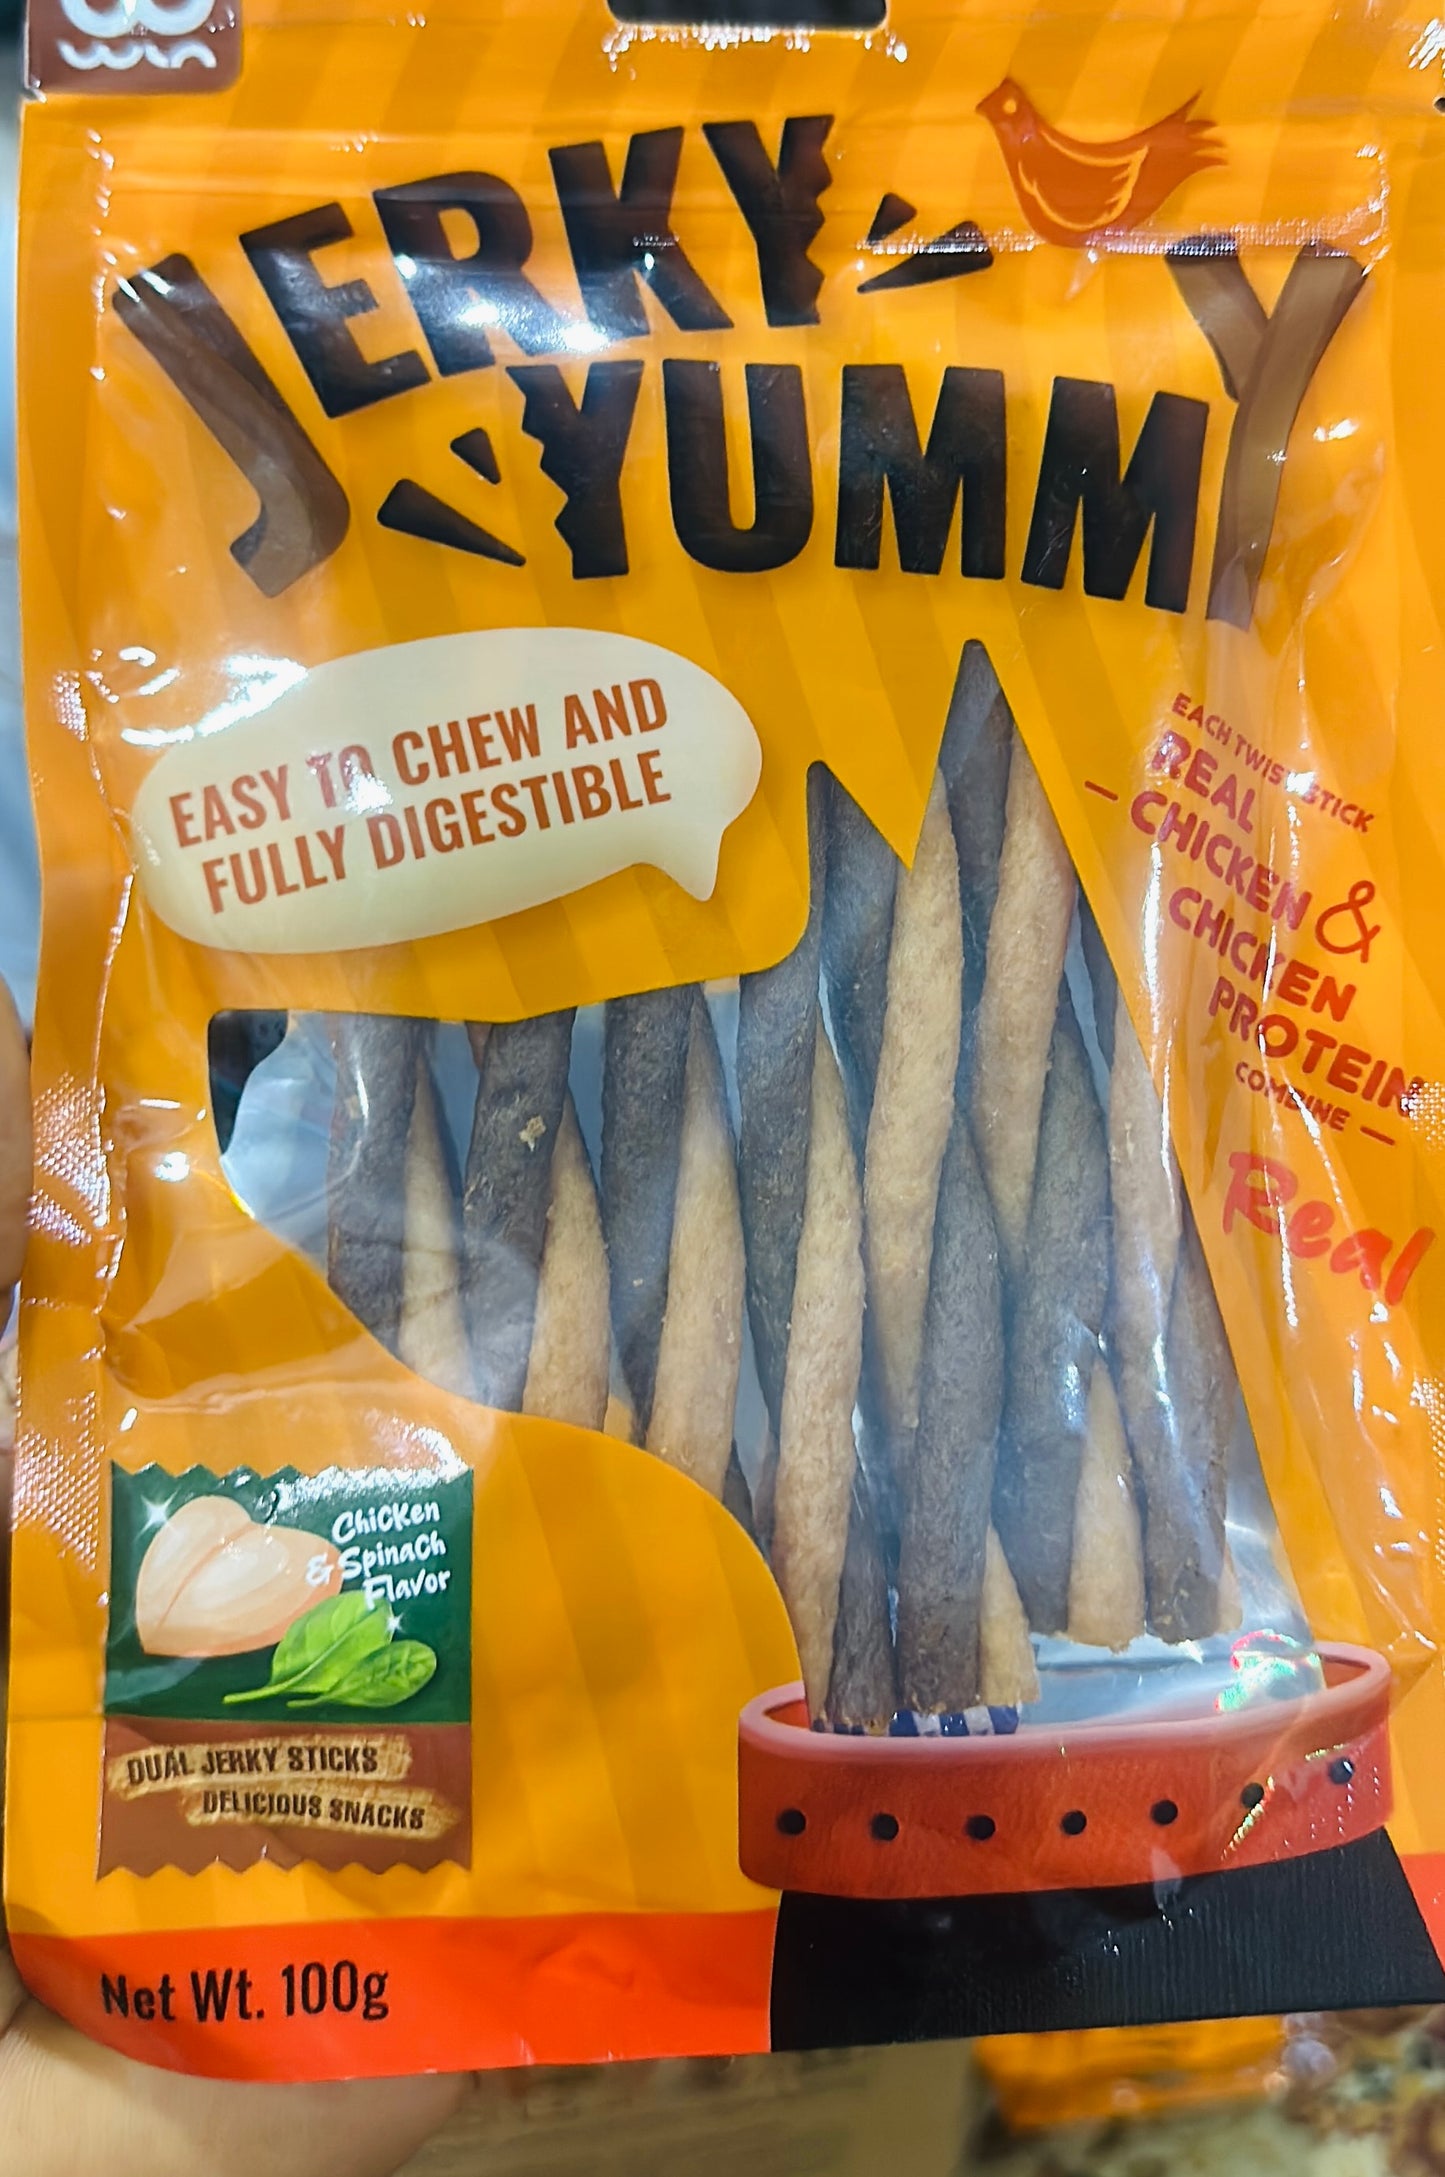 JERKY
YUMMY
EASY TO CHEW AND
FULLY DIGESTIBLE
EACH TWIST STICK
REAL
CHICKEN &
CHICKEN
PROTEIN
COMBINE
Real
Chicken
& Spinach
Flavor
DUAL JERKY STICKS
DELICIOUS SNACKS
Net Wt. 100g